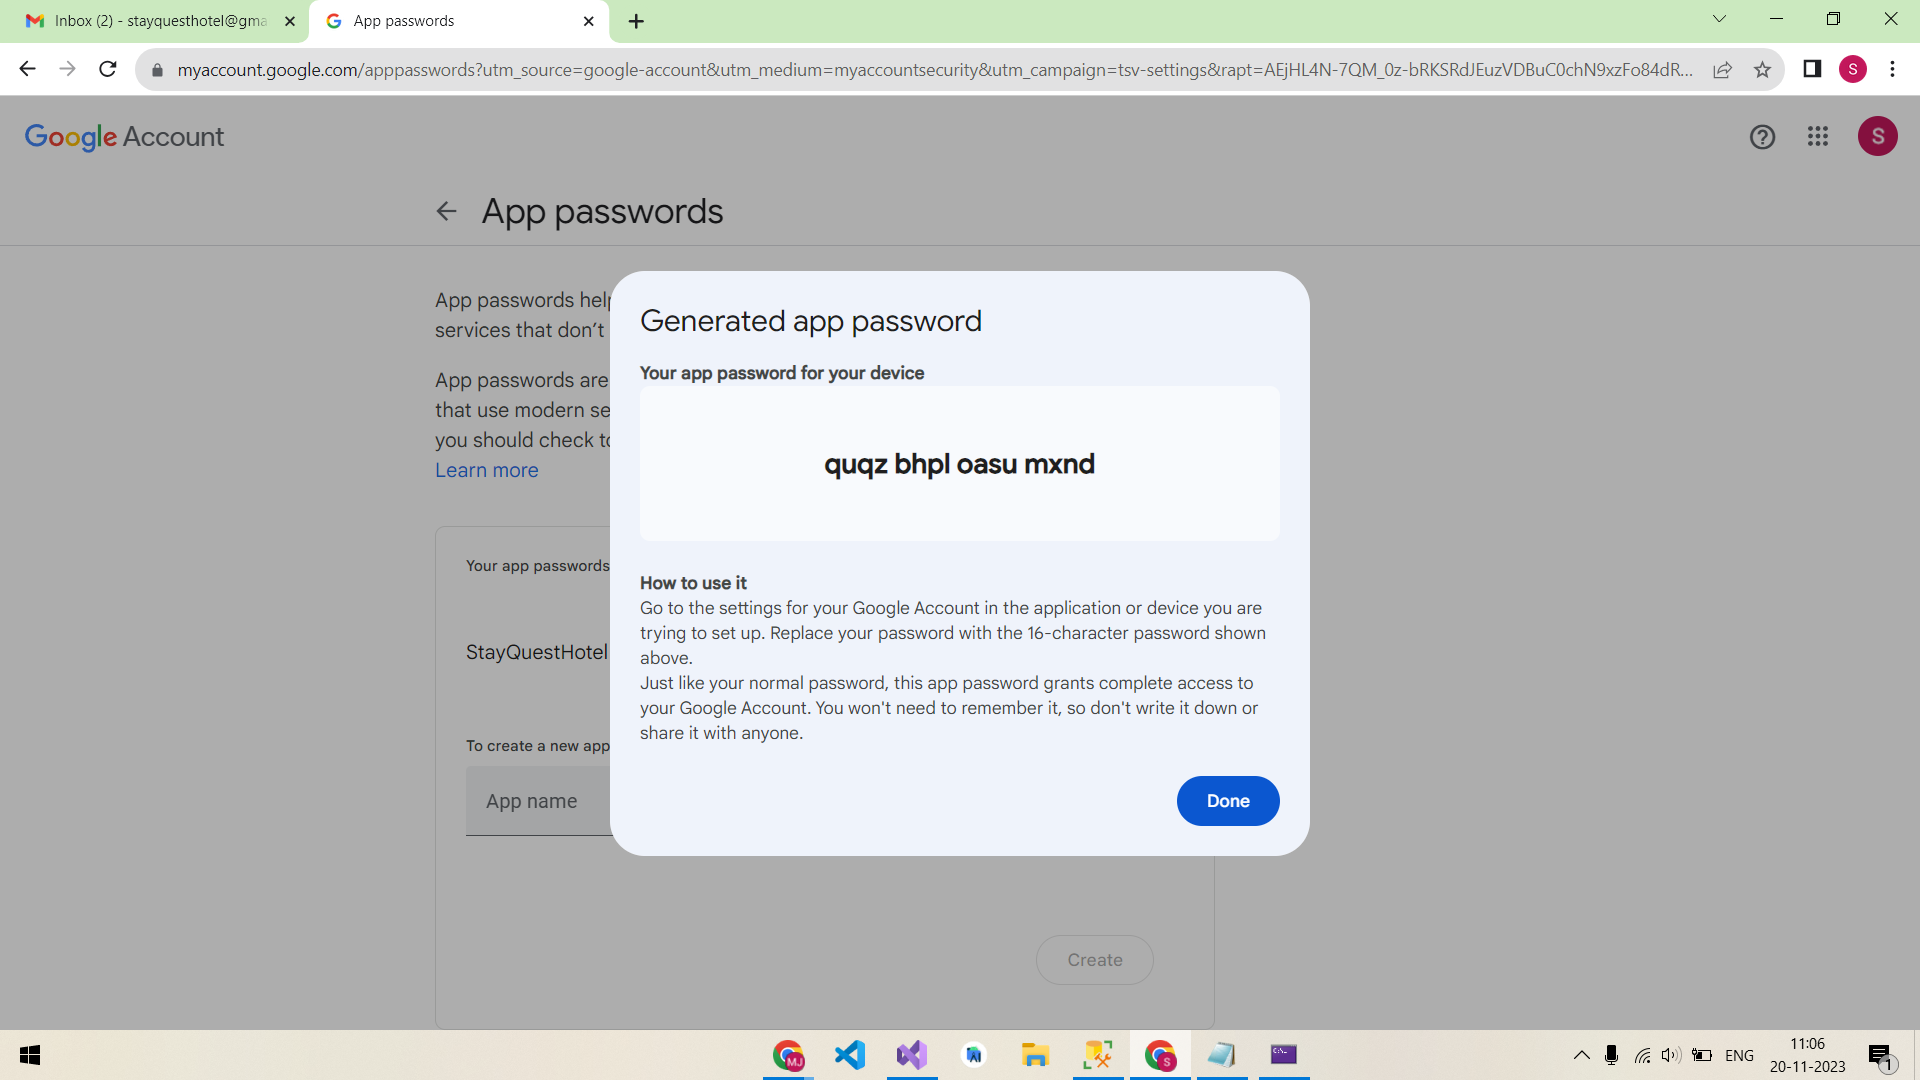 Inbox (2) - stayquesthotel@gma
App passwords
myaccount.google.com/apppasswords?utm_source=google-account&utm_medium=myaccountsecurity&utm_campaign=tsv-settings&rapt=AEjHL4N-7QM_0z-bRKSRdJEuzVDBuC0chN9xzFo84dR...
S
Google Account
S
App passwords
App passwords help
services that don't
App passwords are
that use modern se
you should check to
Learn more
Generated app password
Your app password for your device
quqz bhpl oasu mxnd
How to use it
Go to the settings for your Google Account in the application or device you are
trying to set up. Replace your password with the 16-character password shown
above.
Just like your normal password, this app password grants complete access to
your Google Account. You won't need to remember it, so don't write it down or
share it with anyone.
Done
Your app passwords
StayQuestHotel
To create a new app
App name
Create
MJ
S
ENG
11:06
20-11-2023
1